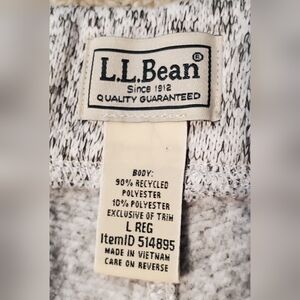 L.L.Bean®
Since 1912
QUALITY GUARANTEED
BODY:
90% RECYCLED
POLYESTER
10% POLYESTER
EXCLUSIVE OF TRIM
L REG
ItemID 514895
MADE IN VIETNAM
CARE ON REVERSE